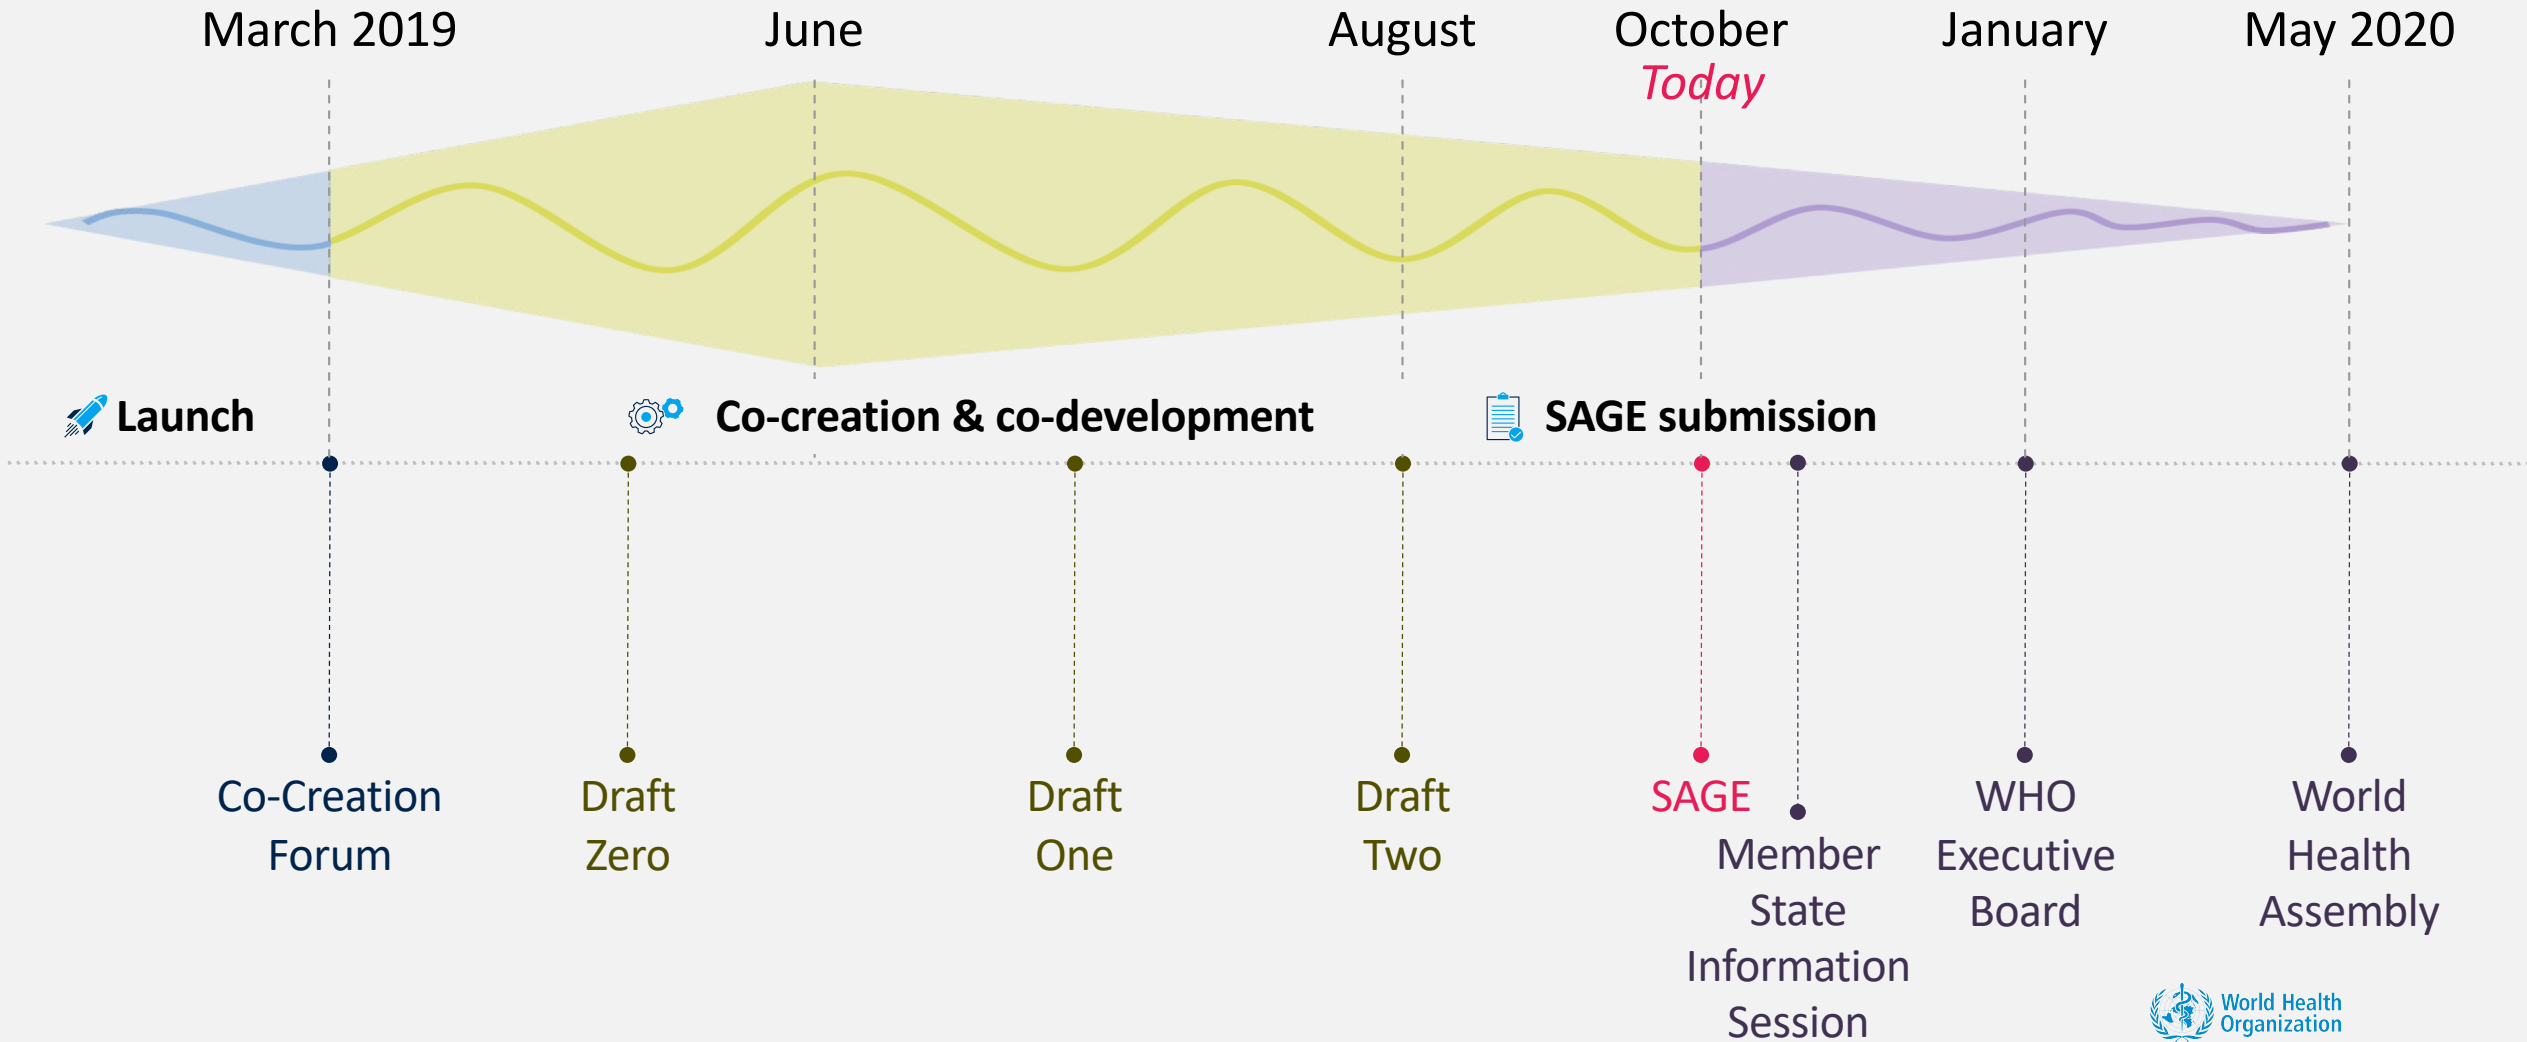 March 2019
June
August
October
January
May 2020
Today
Launch
Co-creation & co-development
SAGE submission
Co-Creation
Forum
Draft
Zero
Draft
One
Draft
Two
SAGE
Member
State
Information
Session
WHO
Executive
Board
World
Health
Assembly
World Health
Organization